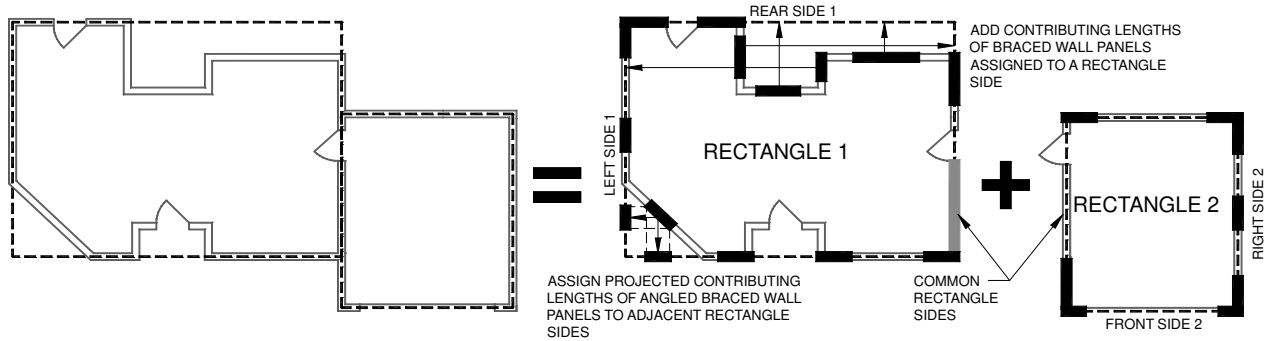 REAR SIDE 1
ADD CONTRIBUTING LENGTHS
OF BRACED WALL PANELS
ASSIGNED TO A RECTANGLE
SIDE
LEFT SIDE 1
RECTANGLE 1
RECTANGLE 2
RIGHT SIDE 2
ASSIGN PROJECTED CONTRIBUTING
LENGTHS OF ANGLED BRACED WALL
PANELS TO ADJACENT RECTANGLE
SIDES
COMMON
RECTANGLE
SIDES
FRONT SIDE 2